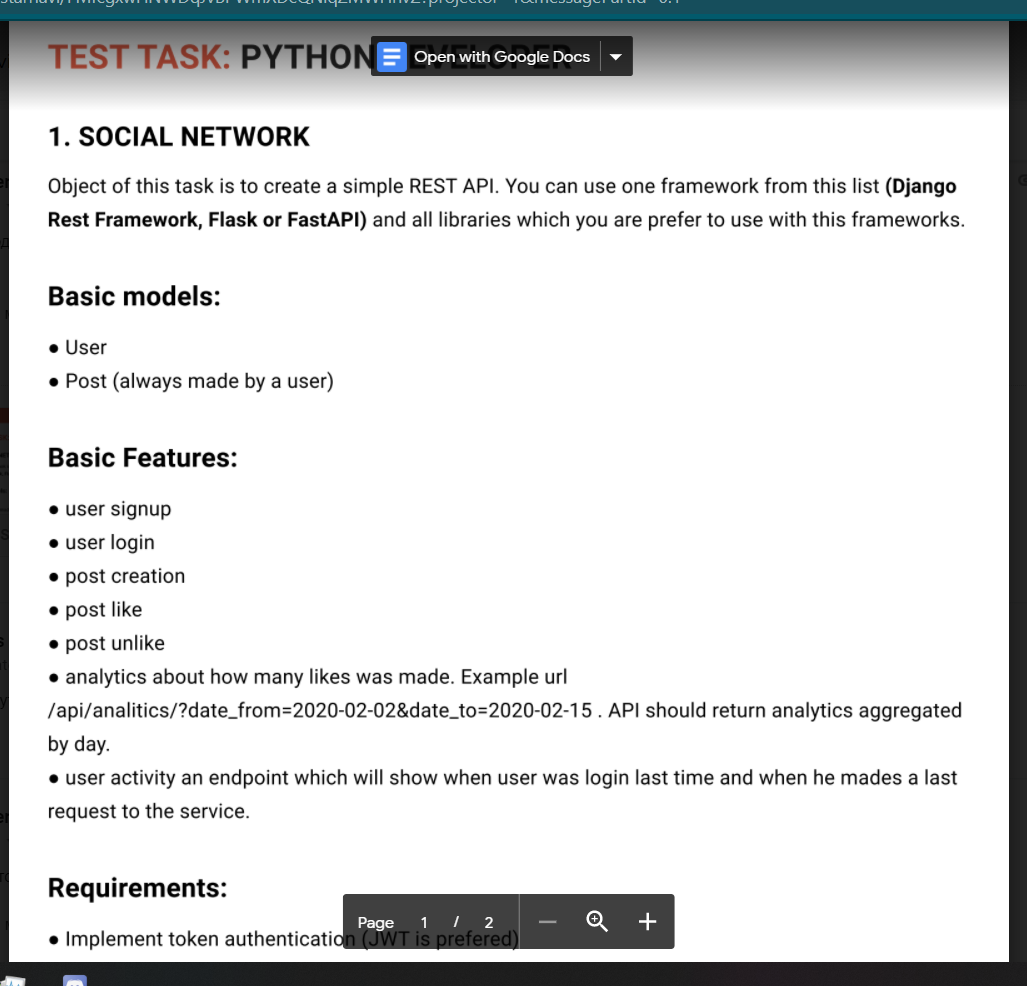 TEST TASK: PYTHON DEVELOPER
Open with Google Docs
1. SOCIAL NETWORK
Object of this task is to create a simple REST API. You can use one framework from this list (Django
Rest Framework, Flask or FastAPI) and all libraries which you are prefer to use with this frameworks.
Basic models:
● User
● Post (always made by a user)
Basic Features:
● user signup
● user login
● post creation
● post like
● post unlike
● analytics about how many likes was made. Example url
/api/analitics/?date_from=2020-02-02&date_to=2020-02-15 . API should return analytics aggregated
by day.
● user activity an endpoint which will show when user was login last time and when he mades a last
request to the service.
Requirements:
● Implement token authentication (JWT is prefered)
Page 1 / 2